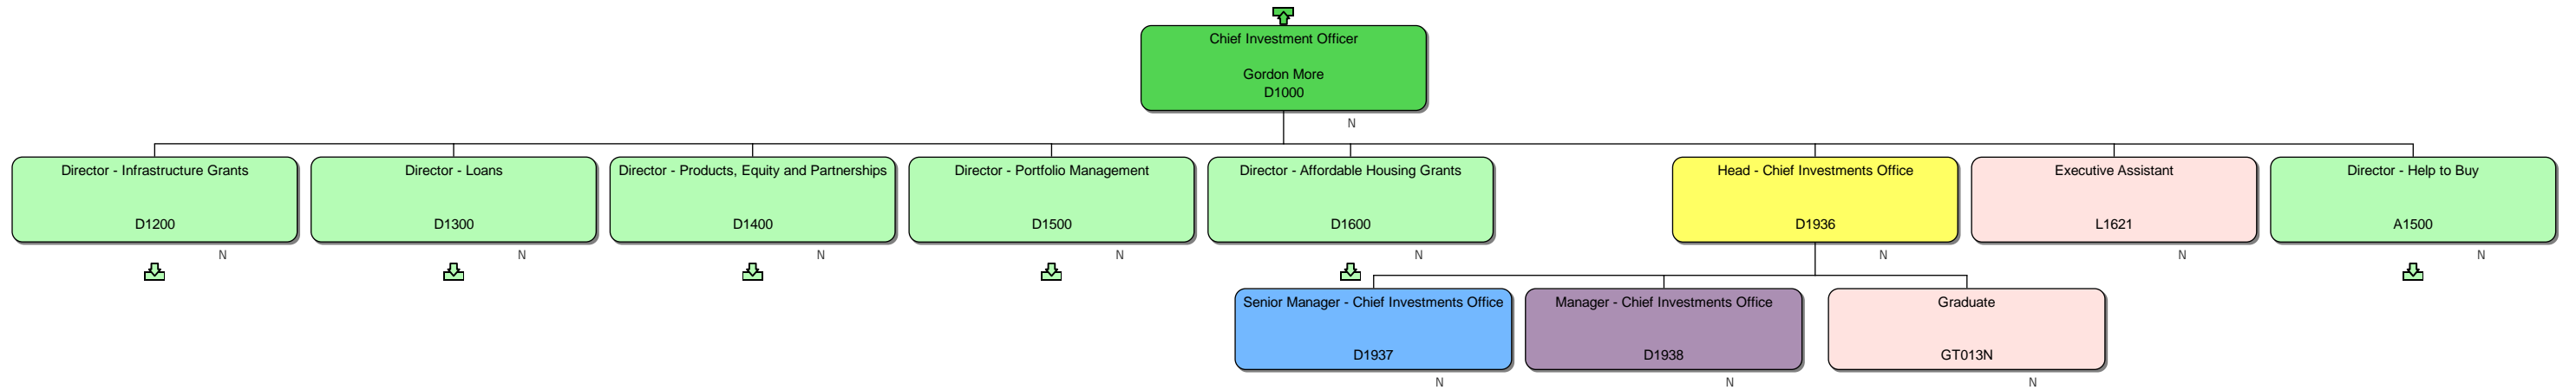 Chief Investment Officer
Gordon More
D1000
N
Director - Infrastructure Grants
D1200
N
Director - Loans
D1300
N
Director - Products, Equity and Partnerships
D1400
N
Director - Portfolio Management
D1500
N
Director - Affordable Housing Grants
D1600
N
Head - Chief Investments Office
D1936
N
Executive Assistant
L1621
N
Director - Help to Buy
A1500
N
Senior Manager - Chief Investments Office
D1937
N
Manager - Chief Investments Office
D1938
N
Graduate
GT013N
N